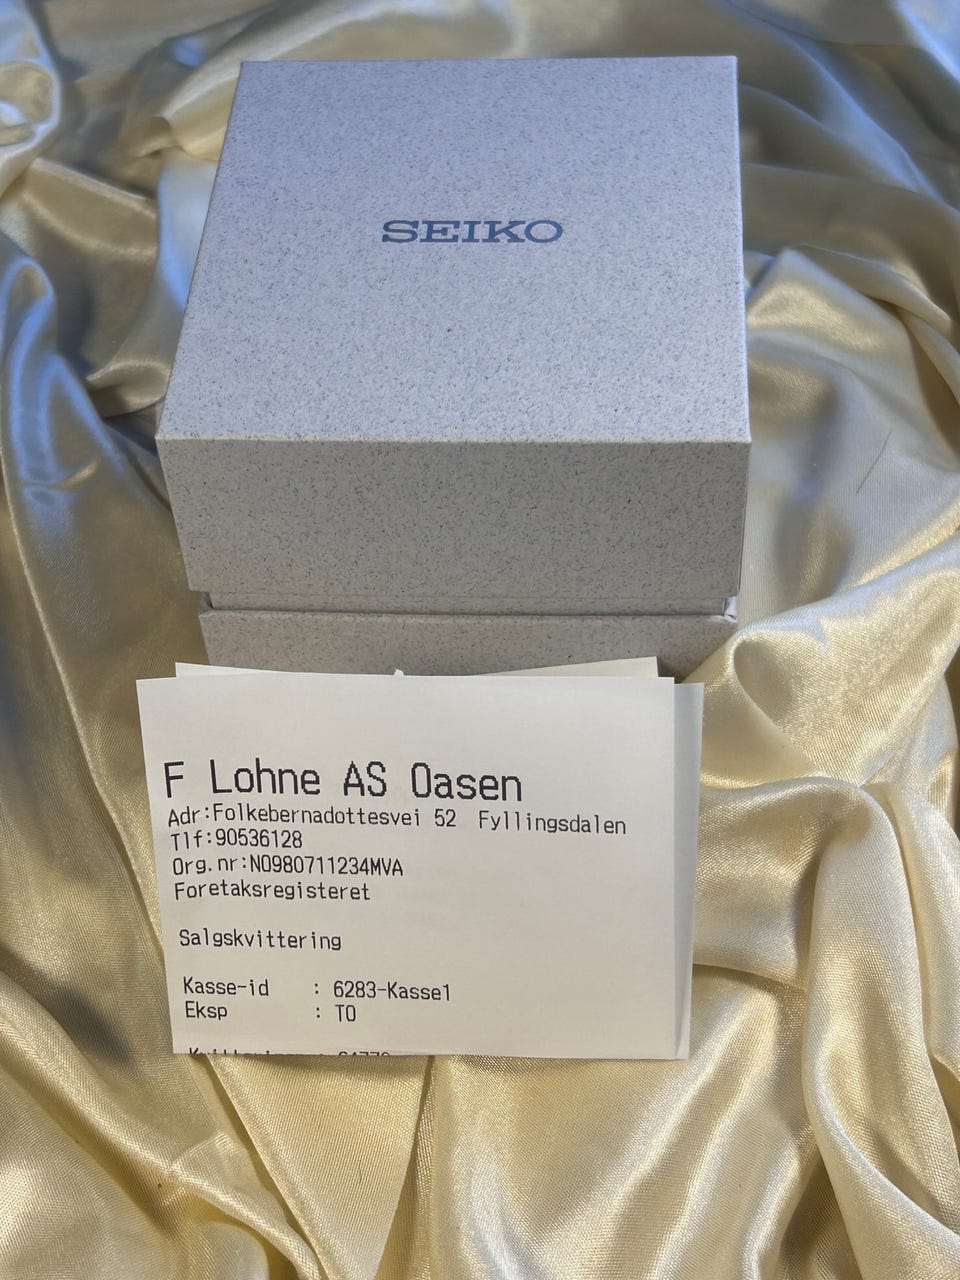 SEIKO
F Lohne AS Oasen
Adr:Folkebernadottesvei 52 Fyllingsdalen
Tlf:90536128
Org.nr:NO980711234MVA
Foretaksregisteret
Salgskvittering
Kasse-id : 6283-Kasse1
Eksp : TO